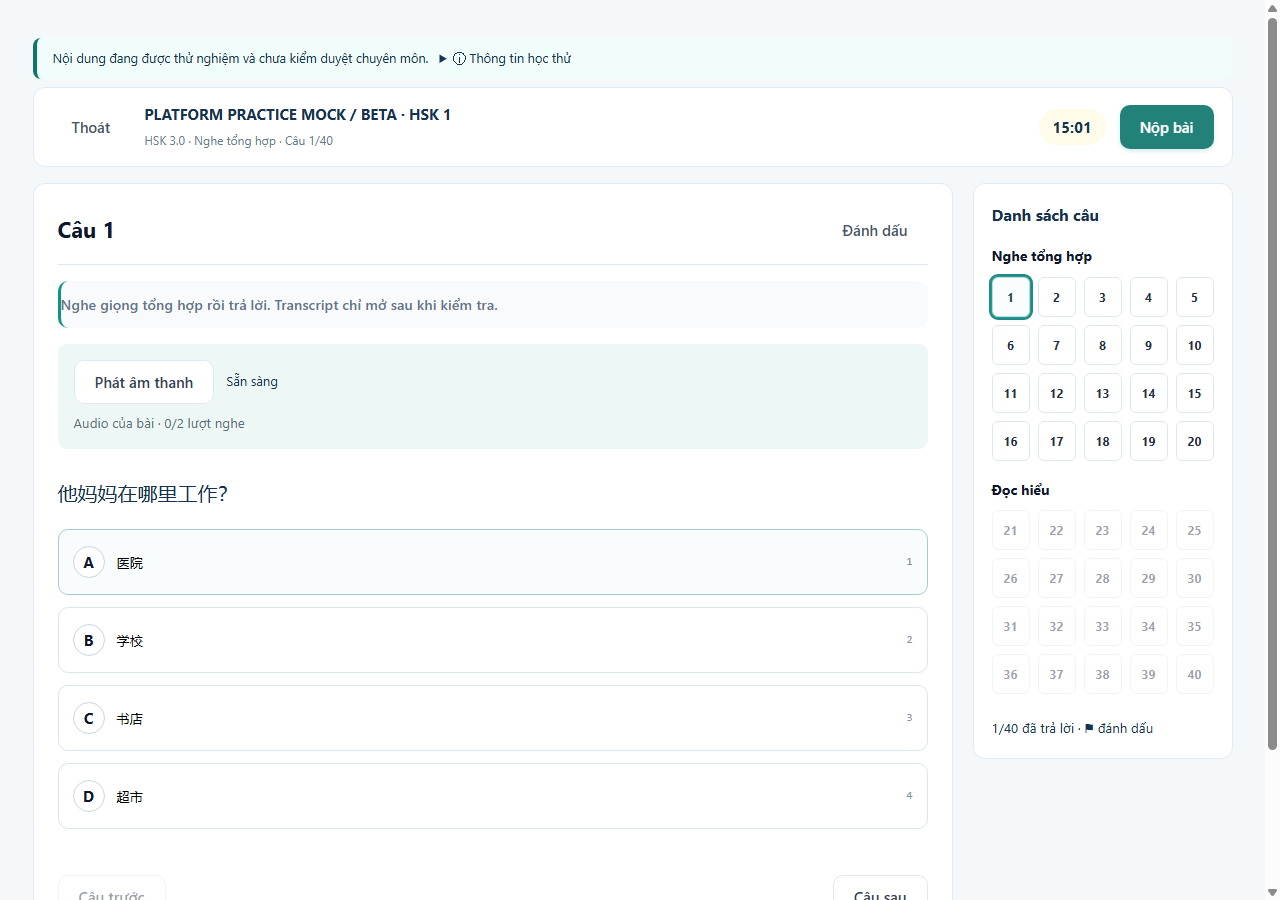 Nội dung đang được thử nghiệm và chưa kiểm duyệt chuyên môn. ▶ ⓘ Thông tin học thử
Thoát
PLATFORM PRACTICE MOCK / BETA · HSK 1
HSK 3.0 · Nghe tổng hợp · Câu 1/40
15:01
Nộp bài
Câu 1
Đánh dấu
Nghe giọng tổng hợp rồi trả lời. Transcript chỉ mở sau khi kiểm tra.
Phát âm thanh
Sẵn sàng
Audio của bài · 0/2 lượt nghe
他妈妈在哪里工作?
A 医院 1
B 学校 2
C 书店 3
D 超市 4
Câu trước
Câu sau
Danh sách câu
Nghe tổng hợp
1 2 3 4 5
6 7 8 9 10
11 12 13 14 15
16 17 18 19 20
Đọc hiểu
21 22 23 24 25
26 27 28 29 30
31 32 33 34 35
36 37 38 39 40
1/40 đã trả lời · ⚑ đánh dấu